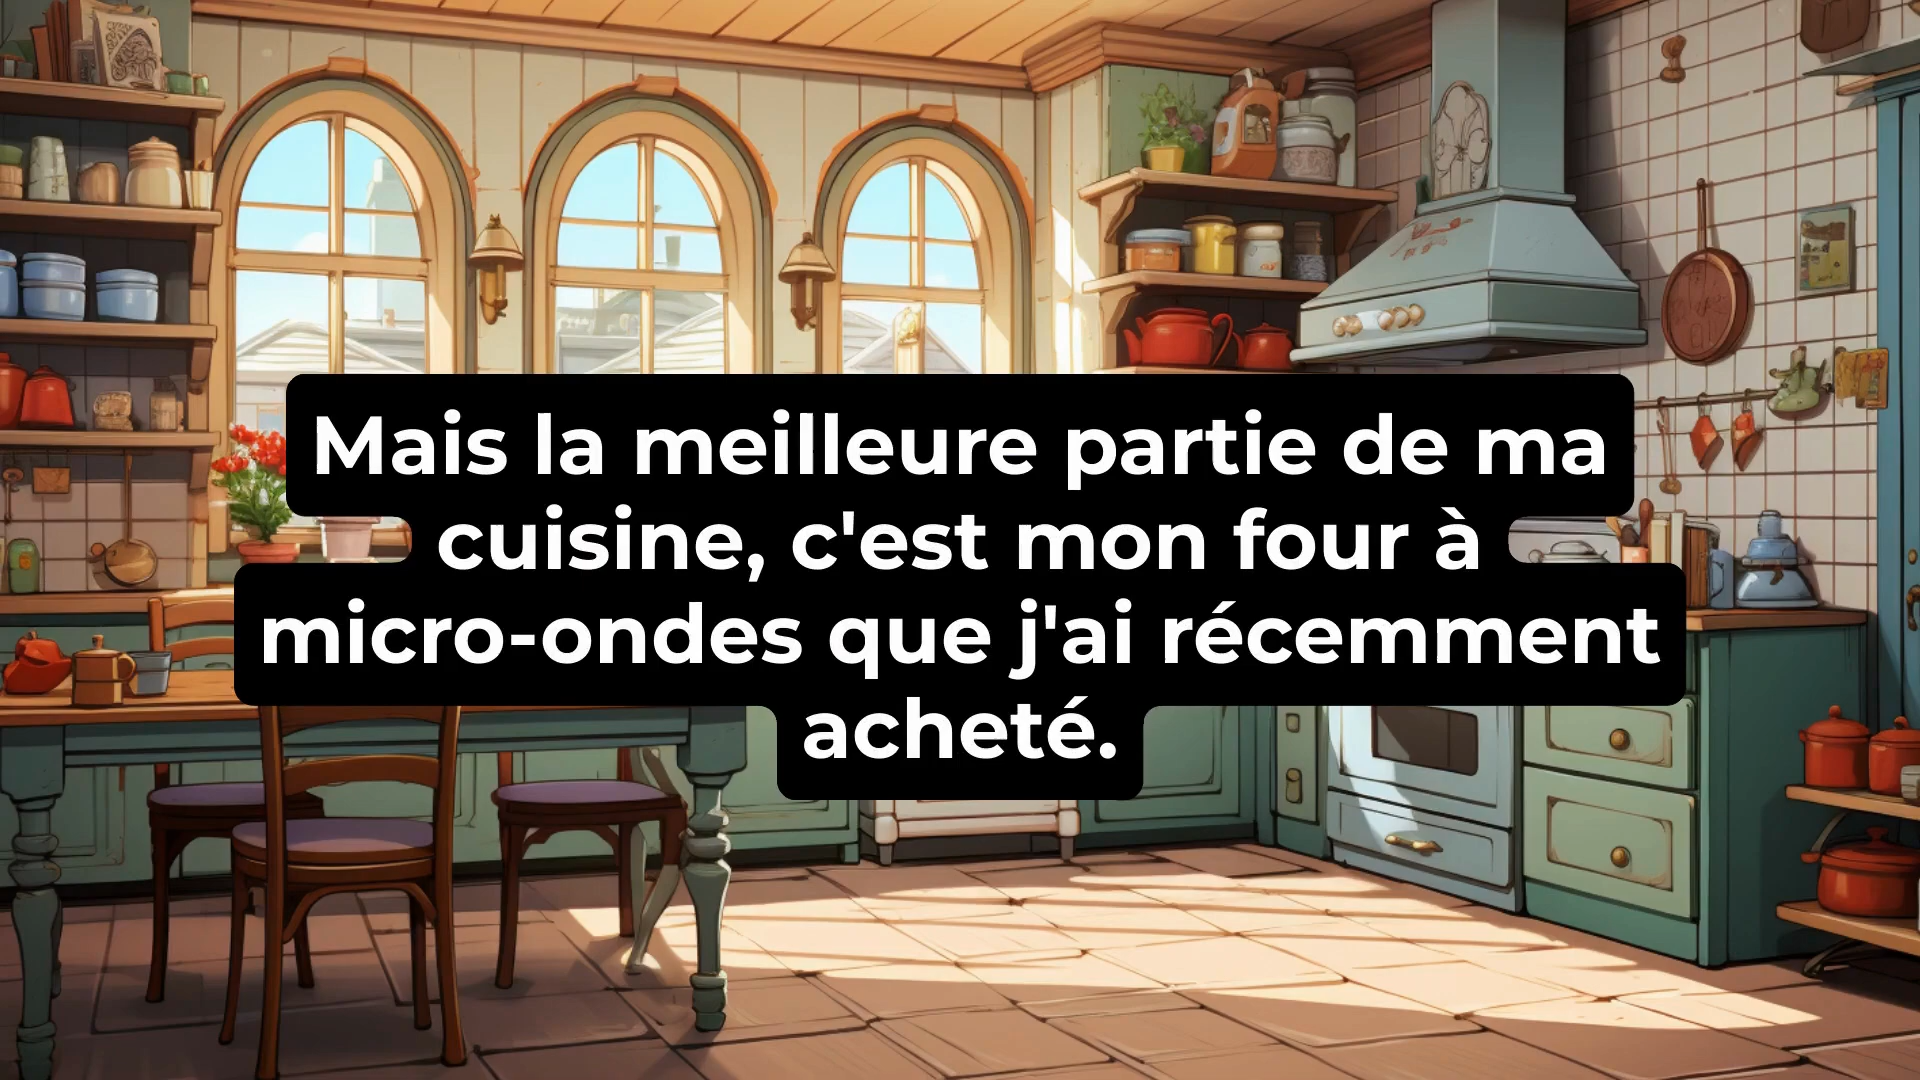 Mais la meilleure partie de ma
cuisine, c'est mon four à
micro-ondes que j'ai récemment
acheté.